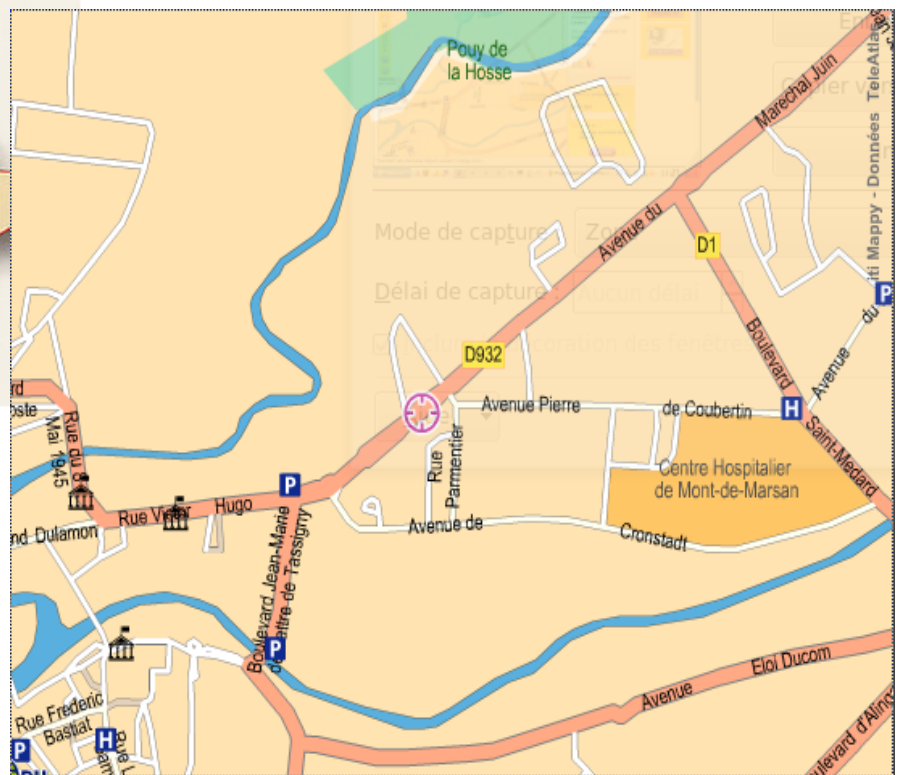 Pouy de
la Hosse
Maréchal Juin
Mode de capture
Avenue du
D1
Délai de capture :
Aucun délai
iti Mappy - Données TeleAtlas
P
du
Avenue
Boulevard
D932
Avenue Pierre
de Coubertin
H
Saint-Médard
Rue
Parmentier
Centre Hospitalier
de Mont-de-Marsan
Rue du 8
Mai 1945
P
Rue Victor
Hugo
nd Dulamon
Avenue de
Cronstadt
Boulevard Jean-Marie
de Lattre de Tassigny
P
Eloi Ducom
Avenue
Rue Frederic
Bastiat
H
P